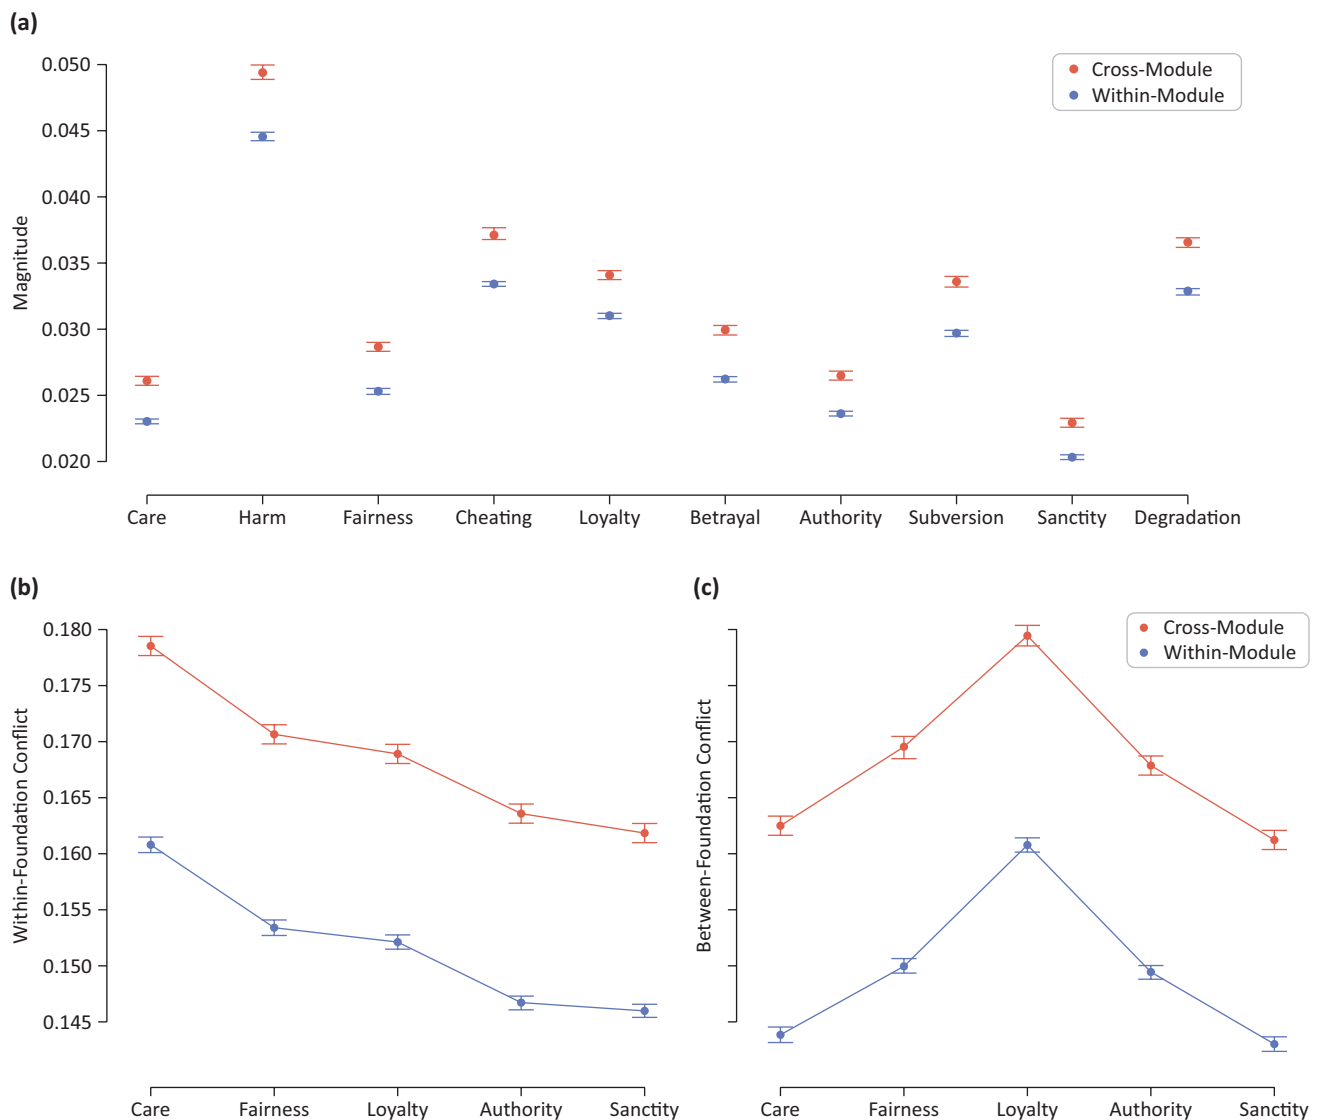 (a)
0.050
0.045
0.040
0.035
0.030
0.025
0.020
Magnitude
Cross-Module
Within-Module
Care Harm Fairness Cheating Loyalty Betrayal Authority Subversion Sanctity Degradation
(b)
0.180
0.175
0.170
0.165
0.160
0.155
0.150
0.145
Within-Foundation Conflict
Care Fairness Loyalty Authority Sanctity
(c)
Between-Foundation Conflict
Cross-Module
Within-Module
Care Fairness Loyalty Authority Sanctity